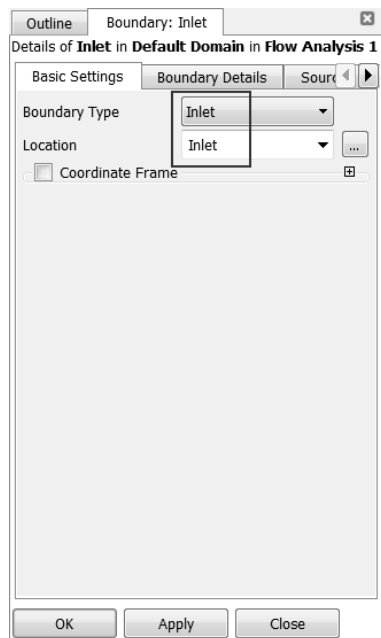 Outline Boundary: Inlet
Details of Inlet in Default Domain in Flow Analysis 1
Basic Settings Boundary Details
Boundary Type Inlet
Location Inlet ...
Coordinate Frame
OK Apply Close